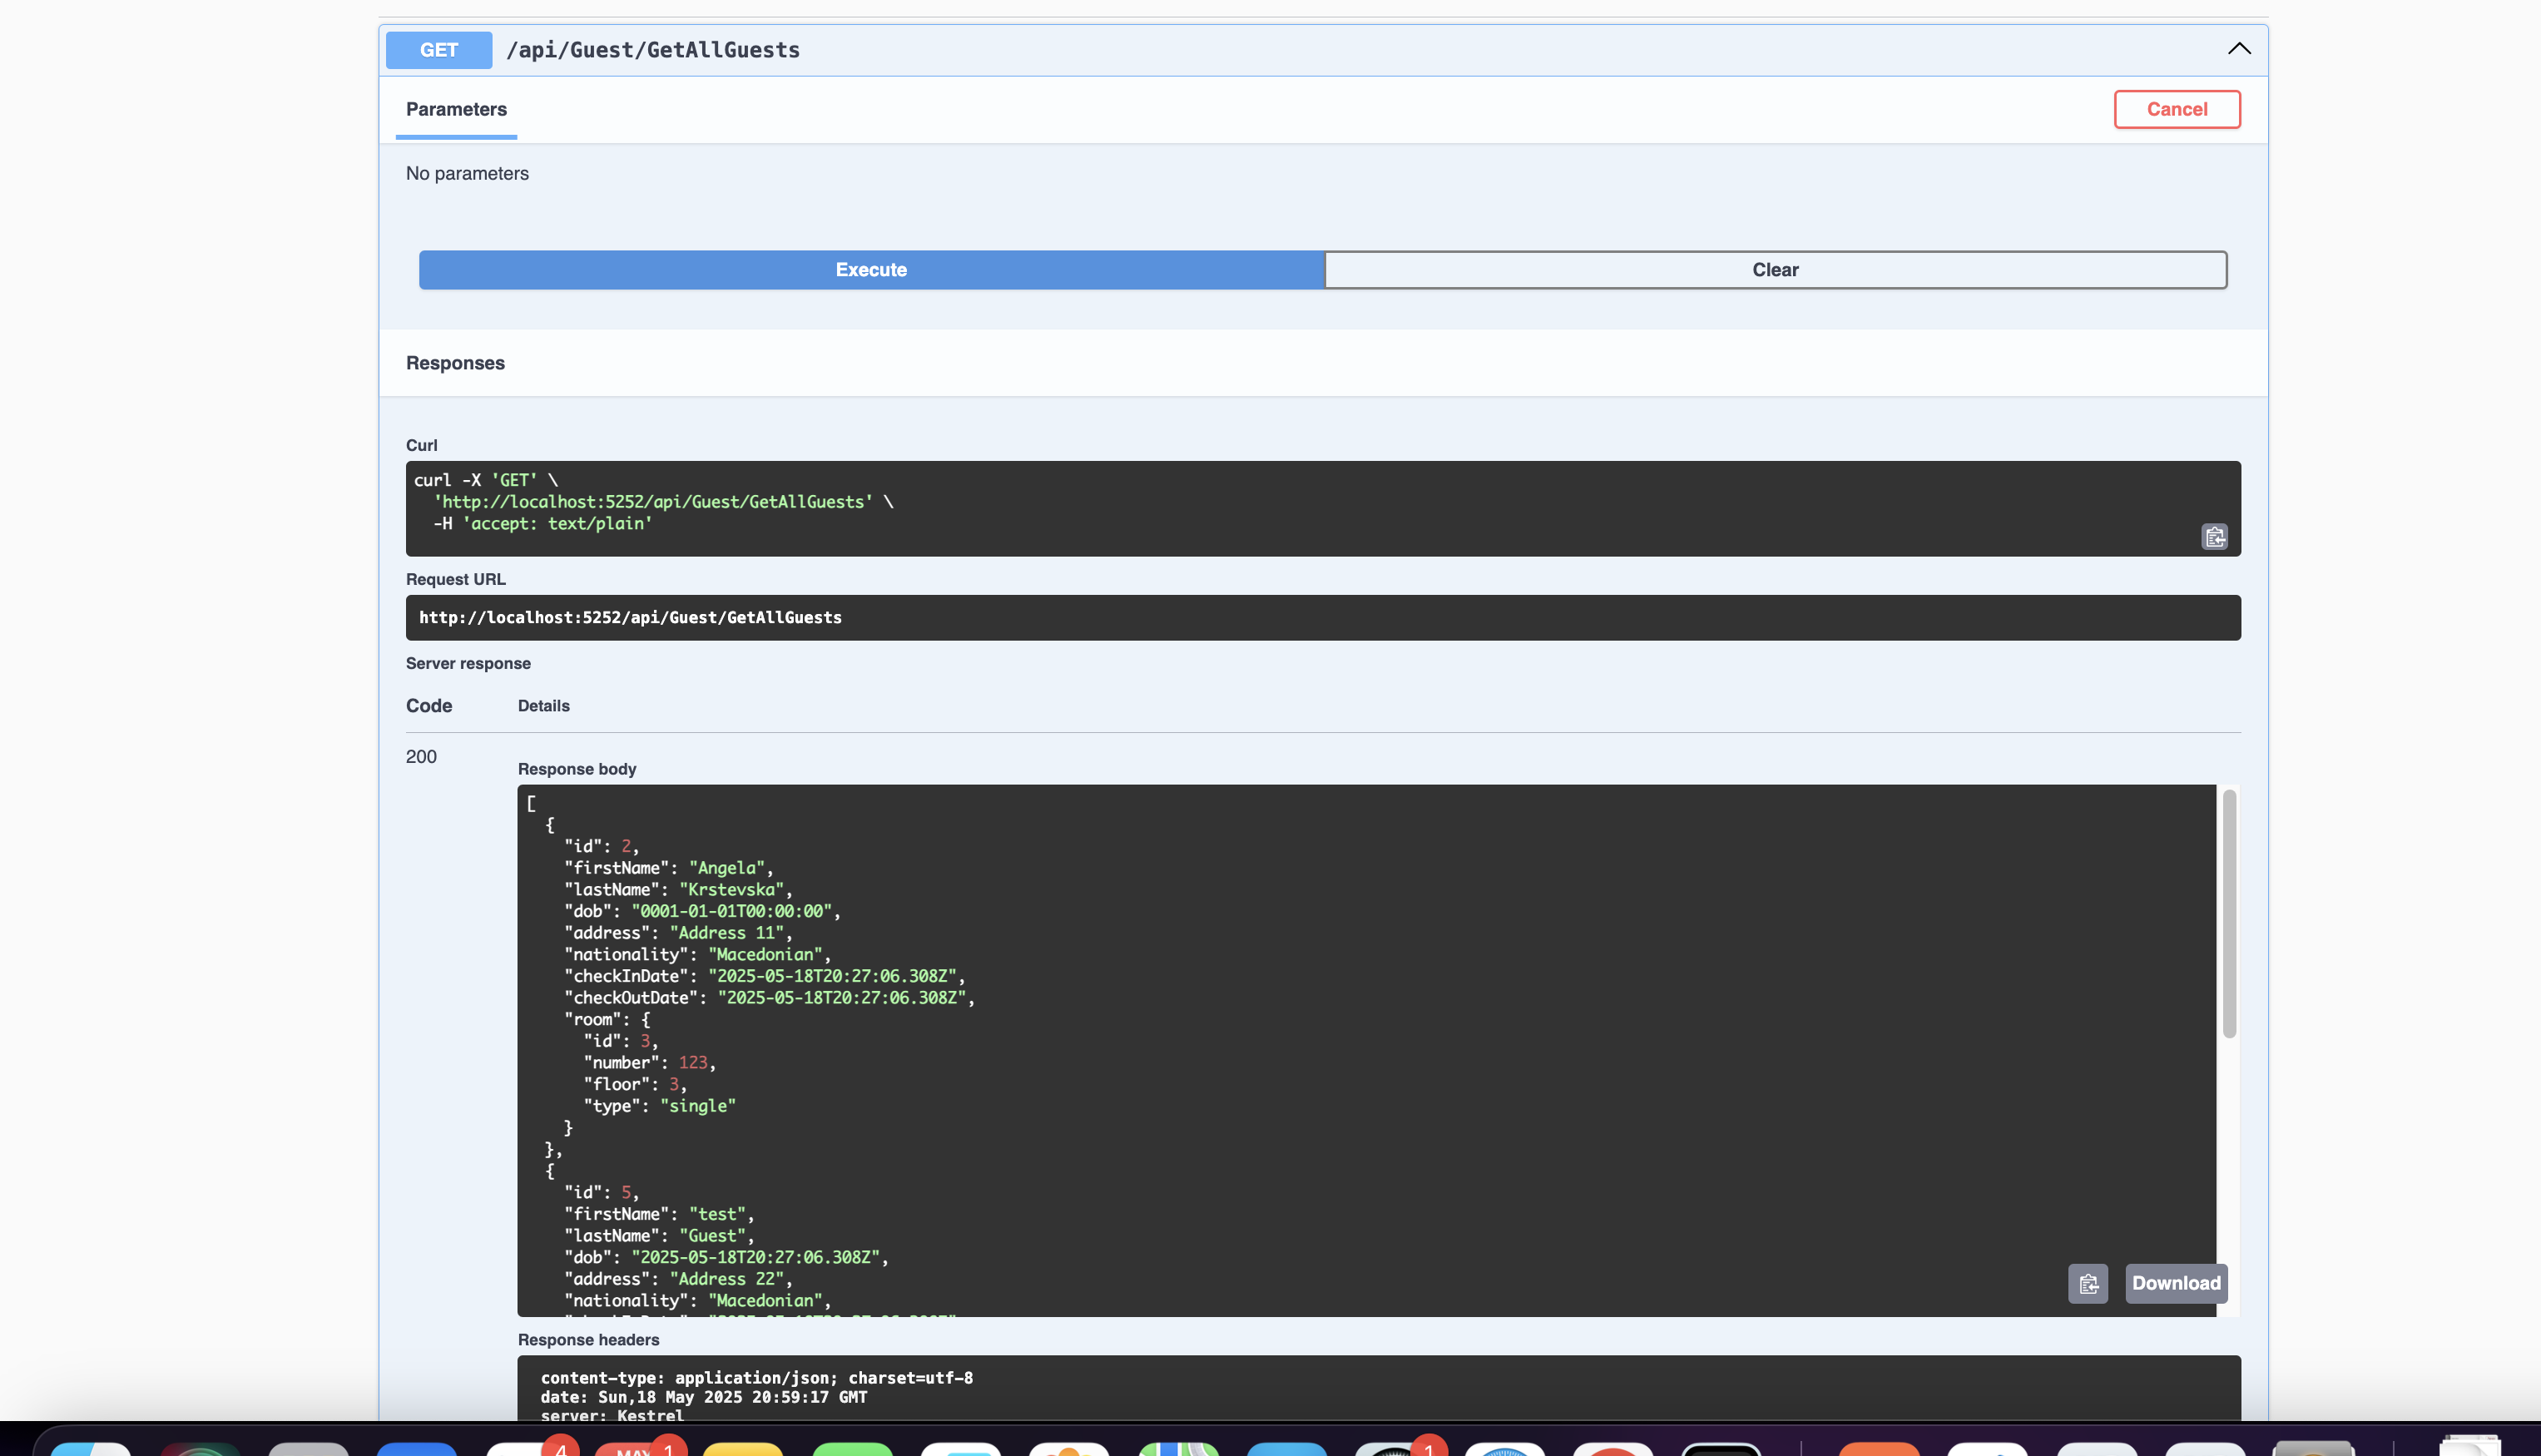 GET /api/Guest/GetAllGuests
Parameters
Cancel
No parameters
Execute
Clear
Responses
Curl
curl -X 'GET' \
'http://localhost:5252/api/Guest/GetAllGuests' \
-H 'accept: text/plain'
Request URL
http://localhost:5252/api/Guest/GetAllGuests
Server response
Code Details
200
Response body
[
{
"id": 2,
"firstName": "Angela",
"lastName": "Krstevska",
"dob": "0001-01-01T00:00:00",
"address": "Address 11",
"nationality": "Macedonian",
"checkInDate": "2025-05-18T20:27:06.308Z",
"checkOutDate": "2025-05-18T20:27:06.308Z",
"room": {
"id": 3,
"number": 123,
"floor": 3,
"type": "single"
}
},
{
"id": 5,
"firstName": "test",
"lastName": "Guest",
"dob": "2025-05-18T20:27:06.308Z",
"address": "Address 22",
"nationality": "Macedonian",
Download
Response headers
content-type: application/json; charset=utf-8
date: Sun,18 May 2025 20:59:17 GMT
server: Kestrel
4
MAY
1
1